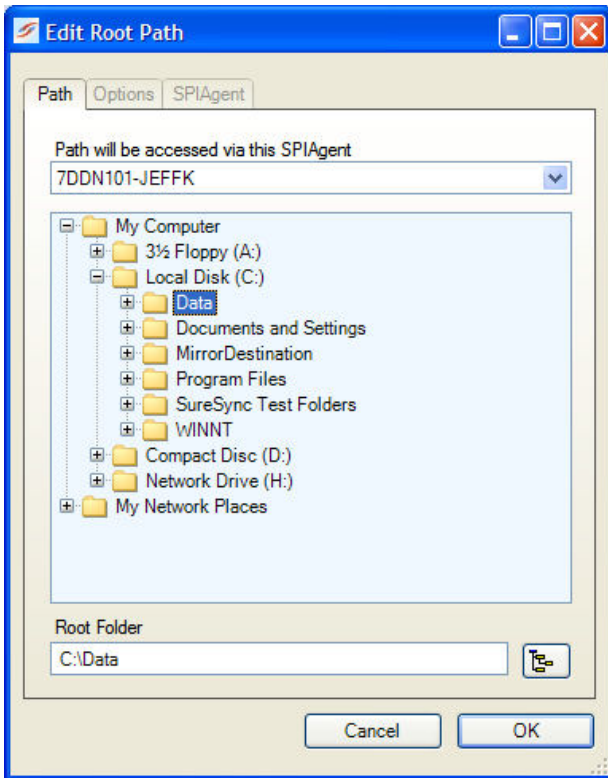 Edit Root Path
Path Options SPIAgent
Path will be accessed via this SPIAgent
7DDN101-JEFFK
My Computer
3½ Floppy (A:)
Local Disk (C:)
Data
Documents and Settings
MirrorDestination
Program Files
SureSync Test Folders
WINNT
Compact Disc (D:)
Network Drive (H:)
My Network Places
Root Folder
C:\Data
Cancel OK